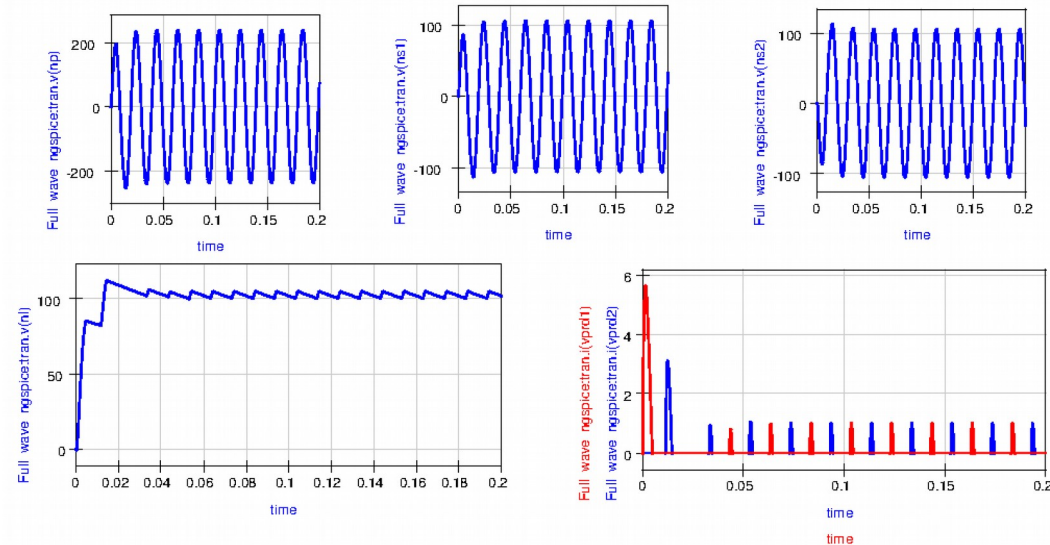 Full wave ngspice:tran.v(np)
200
0
-200
0 0.05 0.1 0.15 0.2
time
Full wave ngspice:tran.v(ns1)
100
0
-100
0 0.05 0.1 0.15 0.2
time
Full wave ngspice:tran.v(ns2)
100
0
-100
0 0.05 0.1 0.15 0.2
time
Full wave ngspice:tran.v(nl)
100
50
0
0 0.02 0.04 0.06 0.08 0.1 0.12 0.14 0.16 0.18 0.2
time
Full wave ngspice:tran.i(vprd1)
Full wave ngspice:tran.i(vprd2)
6
4
2
0
0 0.05 0.1 0.15 0.2
time
time